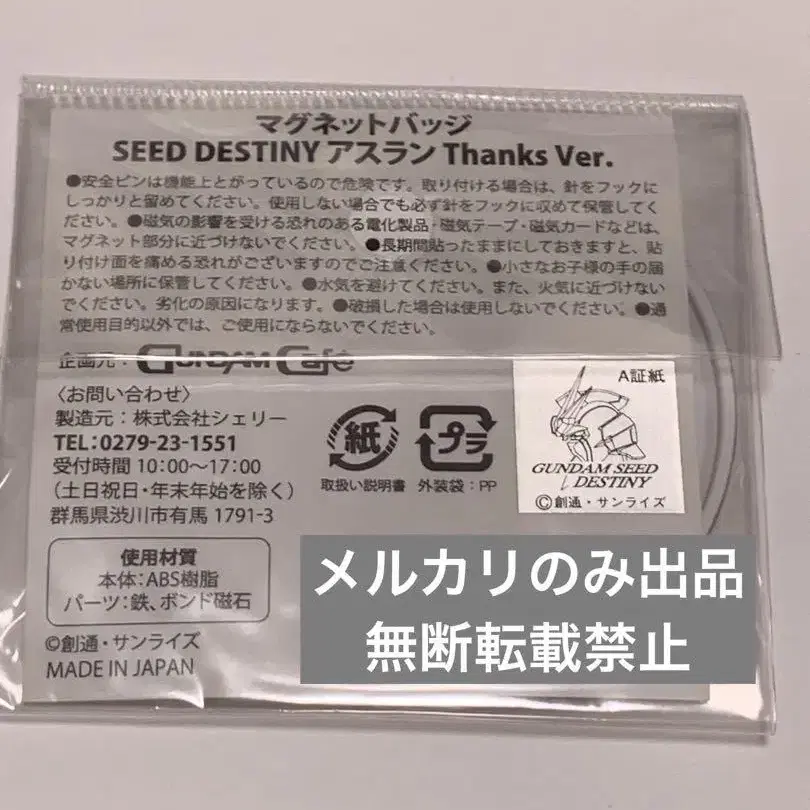 マグネットバッジ
SEED DESTINY アスラン Thanks Ver.
●安全ピンは機能上とがっているので危険です。取り付ける場合は、針をフックに
しっかりと留めてください。使用しない場合でも必ず針をフックに収めて保管してく
ださい。●磁気の影響を受ける恐れのある電化製品・磁気テープ・磁気カードなどは、
マグネット部分に近づけないでください。●長期間貼ったままにしておきますと、貼
り付け面を痛める恐れがございますのでご注意ください。●小さなお子様の手の届
かない場所に保管してください。●水気を避けてください。また、火気に近づけない
でください。劣化の原因になります。●破損した場合は使用しないでください。●通
常使用目的以外では、ご使用にならないでください。
企画元：GUNDAM Café
〈お問い合わせ〉
製造元：株式会社シェリー
TEL:0279-23-1551
受付時間 10:00～17:00
（土日祝日・年末年始を除く）
群馬県渋川市有馬 1791-3
紙
取扱い説明書
プラ
外装袋：PP
A証紙
GUNDAM SEED
DESTINY
©創通・サンライズ
使用材質
本体：ABS樹脂
パーツ：鉄、ボンド磁石
©創通・サンライズ
MADE IN JAPAN
メルカリのみ出品
無断転載禁止